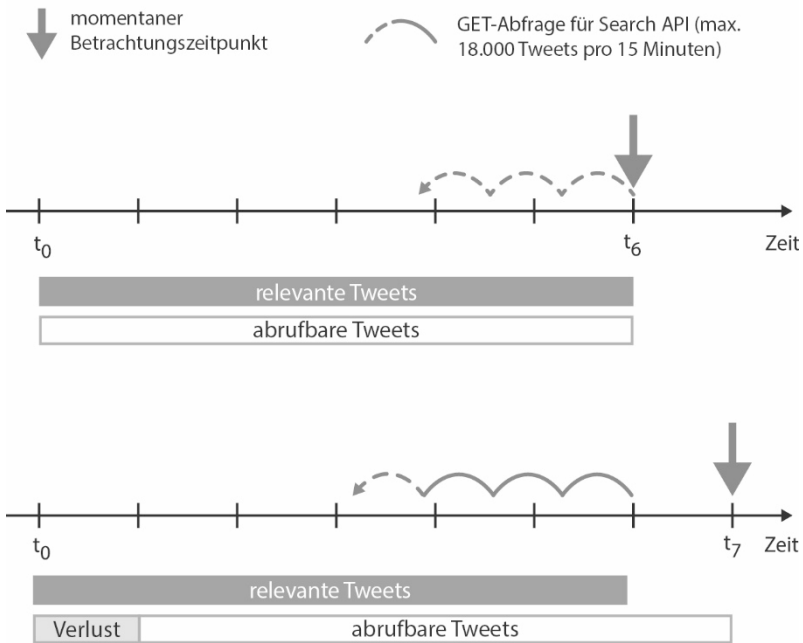 momentaner
Betrachtungszeitpunkt
GET-Abfrage für Search API (max.
18.000 Tweets pro 15 Minuten)
t0
t6
Zeit
relevante Tweets
abrufbare Tweets
t0
t7
Zeit
relevante Tweets
Verlust
abrufbare Tweets